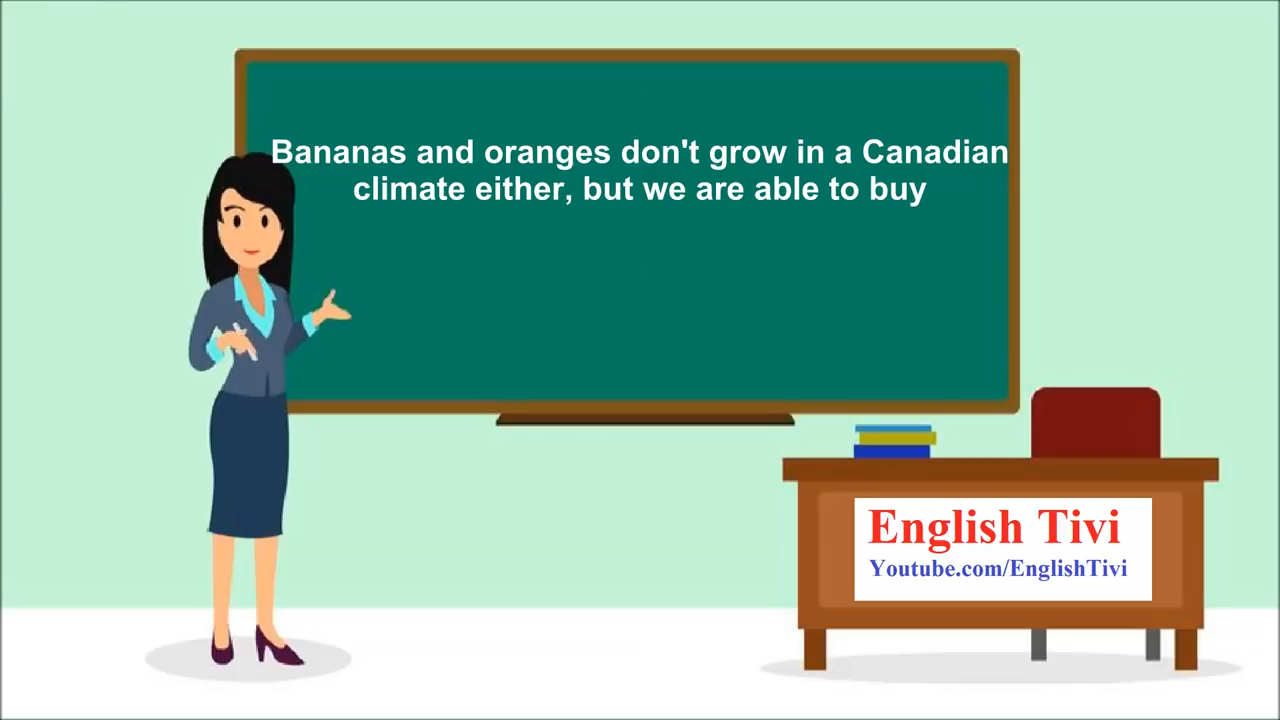 Bananas and oranges don't grow in a Canadian
climate either, but we are able to buy
English Tivi
Youtube.com/EnglishTivi